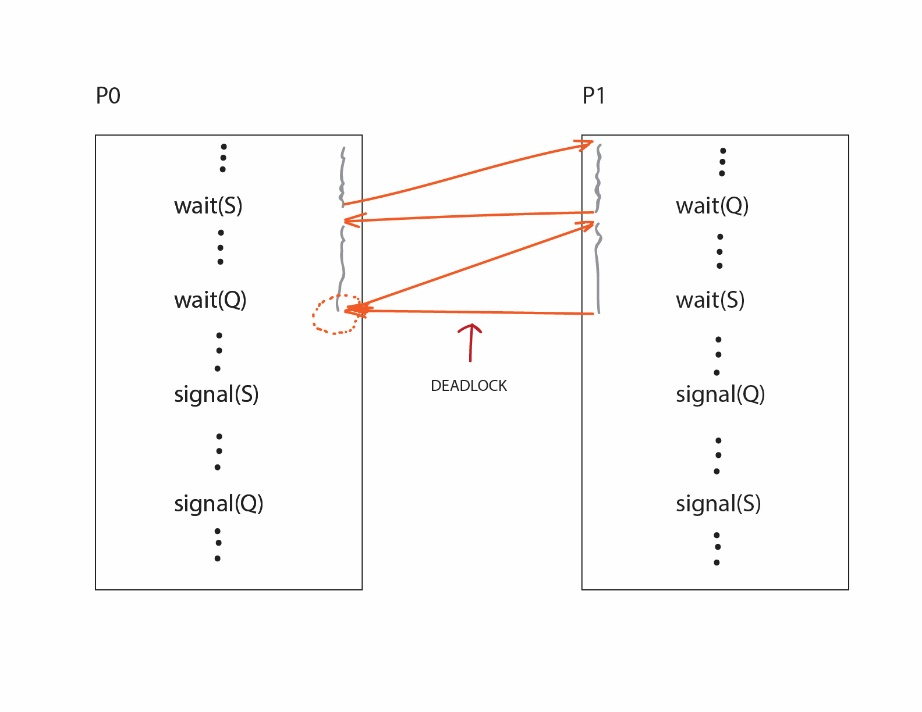 P0
wait(S)
wait(Q)
signal(S)
signal(Q)
DEADLOCK
P1
wait(Q)
wait(S)
signal(Q)
signal(S)